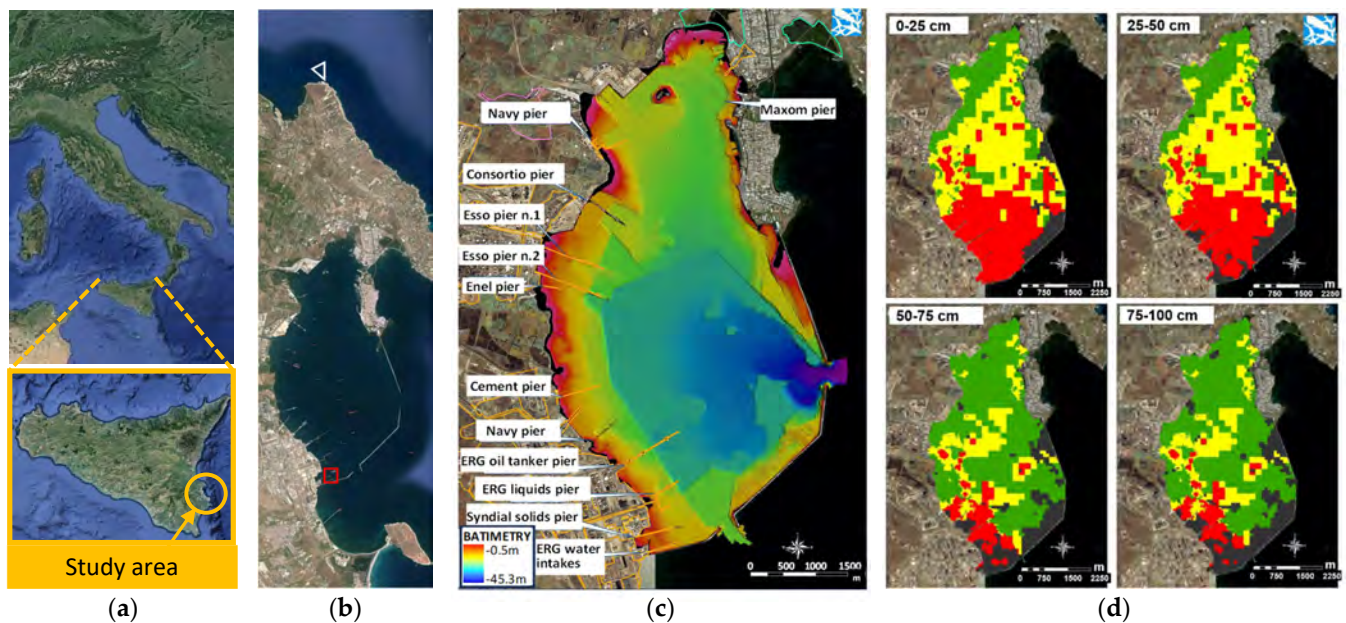 Study area
(a)
(b)
Navy pier
Maxom pier
Consortio pier
Esso pier n.1
Esso pier n.2
Enel pier
Cement pier
Navy pier
ERG oil tanker pier
ERG liquids pier
Syndial solids pier
ERG water
intakes
BATIMETRY
-0.5m
-45.3m
0 500 1000 1500
m
(c)
0-25 cm
m
0 750 1500 2250
25-50 cm
m
0 750 1500 2250
50-75 cm
m
0 750 1500 2250
75-100 cm
m
0 750 1500 2250
(d)